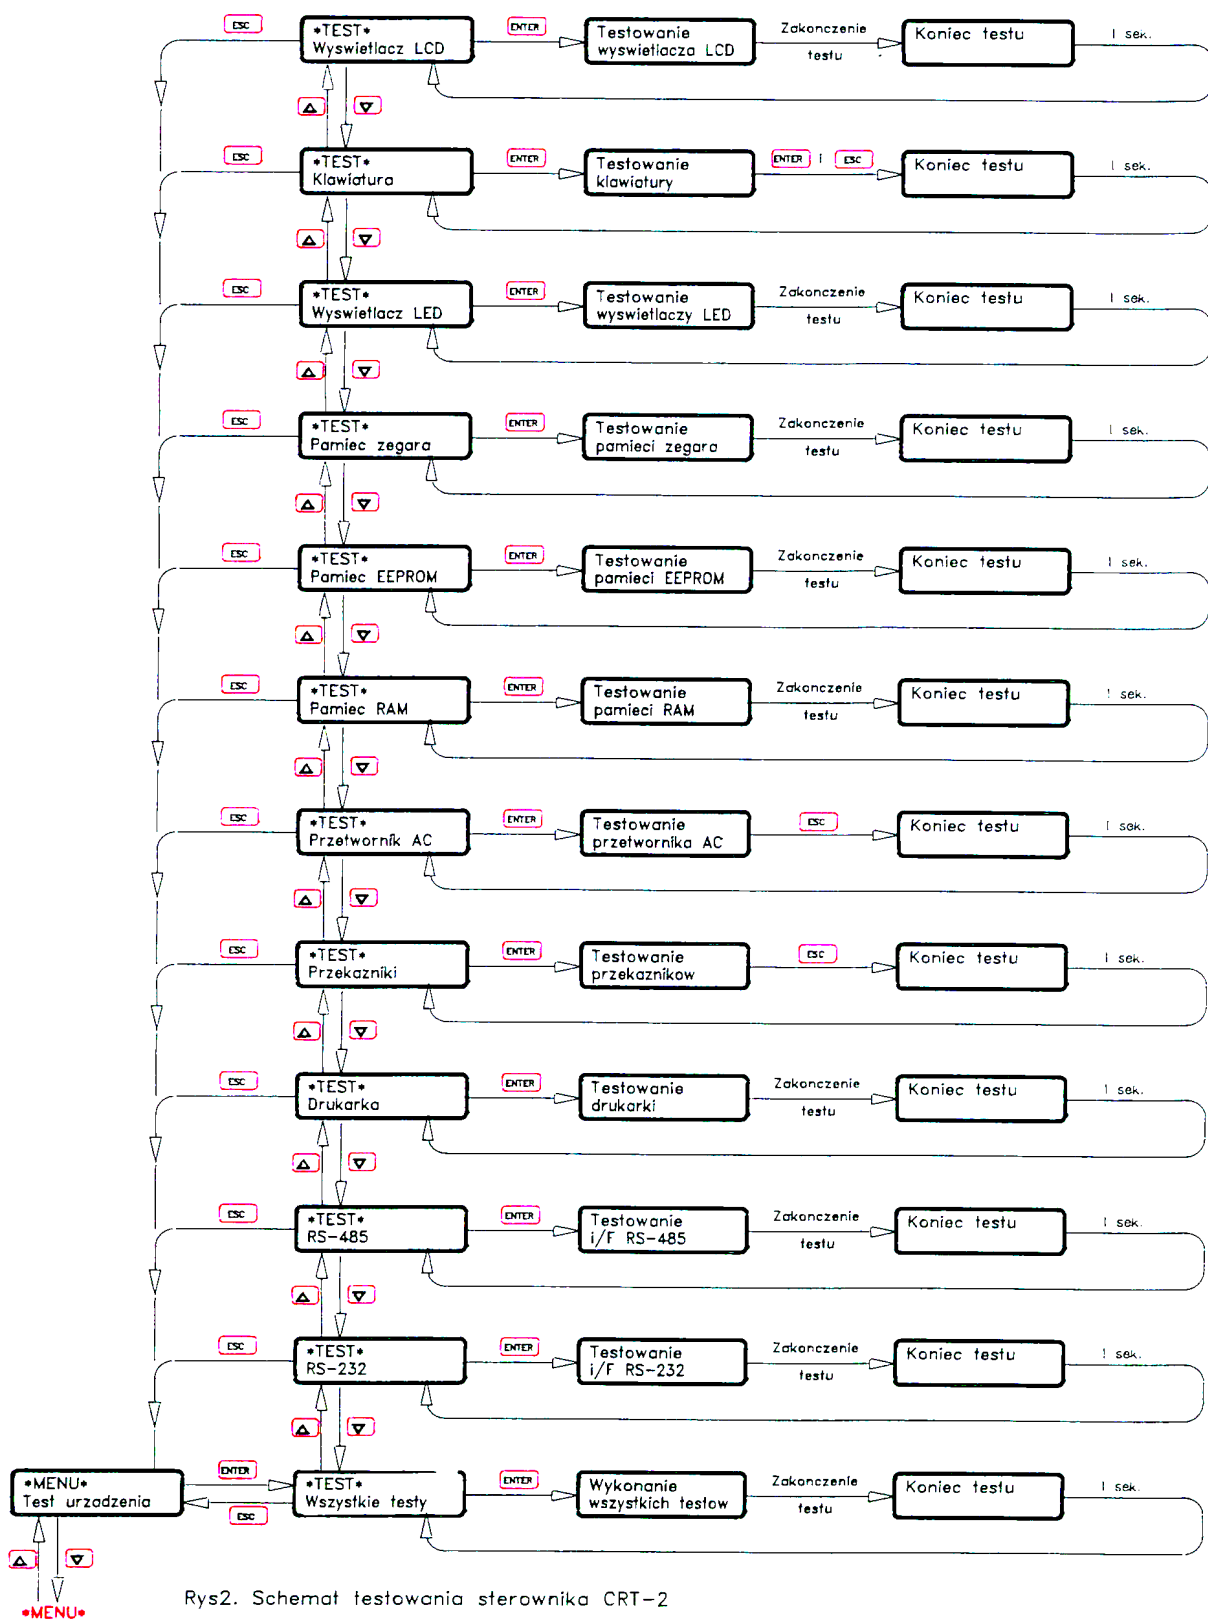 ESC
*TEST*
Wyswietlacz LCD
ENTER
Testowanie
wyswietlacza LCD
Zakonczenie
testu
Koniec testu
1 sek.
ESC
*TEST*
Klawiatura
ENTER
Testowanie
klawiatury
ENTER i ESC
Koniec testu
1 sek.
ESC
*TEST*
Wyswietlacz LED
ENTER
Testowanie
wyswietlaczy LED
Zakonczenie
testu
Koniec testu
1 sek.
ESC
*TEST*
Pamiec zegara
ENTER
Testowanie
pamieci zegara
Zakonczenie
testu
Koniec testu
1 sek.
ESC
*TEST*
Pamiec EEPROM
ENTER
Testowanie
pamieci EEPROM
Zakonczenie
testu
Koniec testu
1 sek.
ESC
*TEST*
Pamiec RAM
ENTER
Testowanie
pamieci RAM
Zakonczenie
testu
Koniec testu
1 sek.
ESC
*TEST*
Przetwornik AC
ENTER
Testowanie
przetwornika AC
ESC
Koniec testu
1 sek.
ESC
*TEST*
Przekazniki
ENTER
Testowanie
przekaznikow
ESC
Koniec testu
1 sek.
ESC
*TEST*
Drukarka
ENTER
Testowanie
drukarki
Zakonczenie
testu
Koniec testu
1 sek.
ESC
*TEST*
RS-485
ENTER
Testowanie
i/F RS-485
Zakonczenie
testu
Koniec testu
1 sek.
ESC
*TEST*
RS-232
ENTER
Testowanie
i/F RS-232
Zakonczenie
testu
Koniec testu
1 sek.
*MENU*
Test urzadzenia
ENTER
ESC
*TEST*
Wszystkie testy
ENTER
Wykonanie
wszystkich testow
Zakonczenie
testu
Koniec testu
1 sek.
*MENU*
Rys2. Schemat testowania sterownika CRT-2